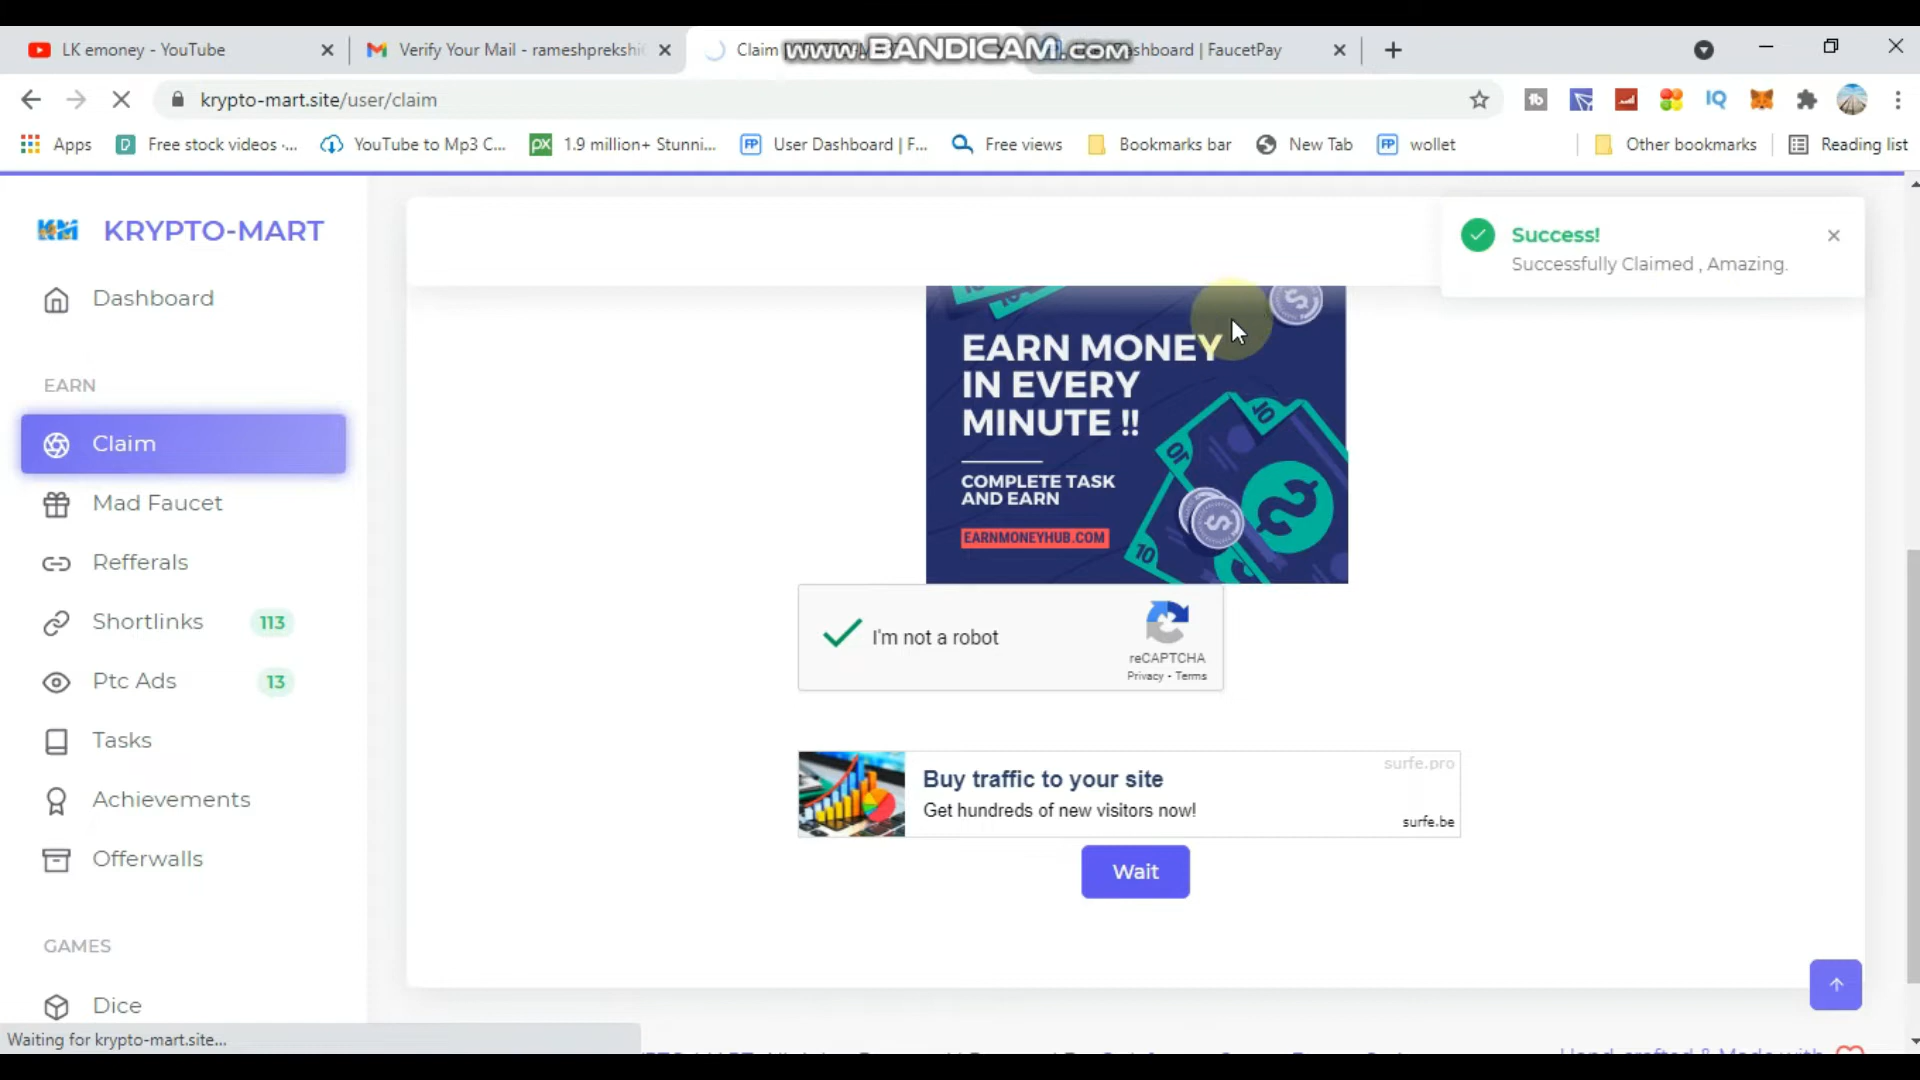 LK emoney - YouTube
Verify Your Mail - rameshpreksh
Claim
www.BANDICAM.com
shboard | FaucetPay
krypto-mart.site/user/claim
Apps
Free stock videos -...
YouTube to Mp3 C...
1.9 million+ Stunni...
User Dashboard | F...
Free views
Bookmarks bar
New Tab
wollet
Other bookmarks
Reading list
KRYPTO-MART
Success!
Successfully Claimed , Amazing.
Dashboard
EARN
Claim
Mad Faucet
Refferals
Shortlinks 113
Ptc Ads 13
Tasks
Achievements
Offerwalls
GAMES
Dice
EARN MONEY
IN EVERY
MINUTE !!
COMPLETE TASK
AND EARN
EARNMONEYHUB.COM
10
10
10
I'm not a robot
reCAPTCHA
Privacy - Terms
Buy traffic to your site
Get hundreds of new visitors now!
surfe.pro
surfe.be
Wait
Waiting for krypto-mart.site...